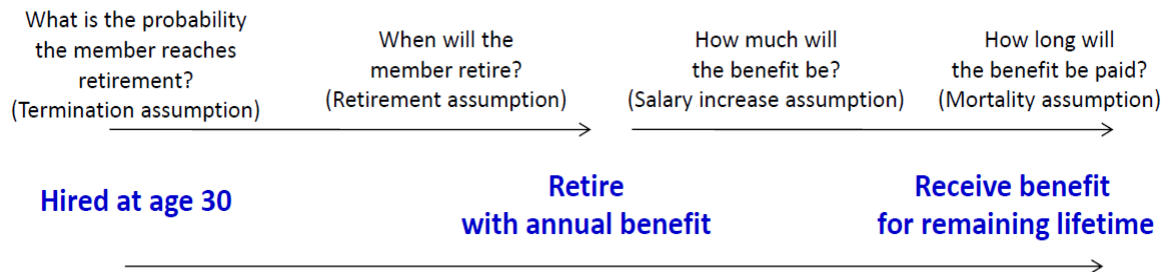 What is the probability
the member reaches
retirement?
(Termination assumption)
When will the
member retire?
(Retirement assumption)
How much will
the benefit be?
(Salary increase assumption)
How long will
the benefit be paid?
(Mortality assumption)
Hired at age 30
Retire
with annual benefit
Receive benefit
for remaining lifetime